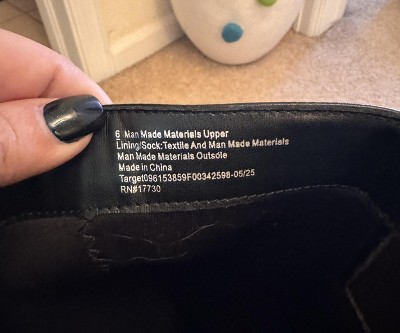 6 Man Made Materials Upper
Lining/Sock:Textile And Man Made Materials
Man Made Materials Outsole
Made in China
Target096153859F00342598-05/25
RN#17730